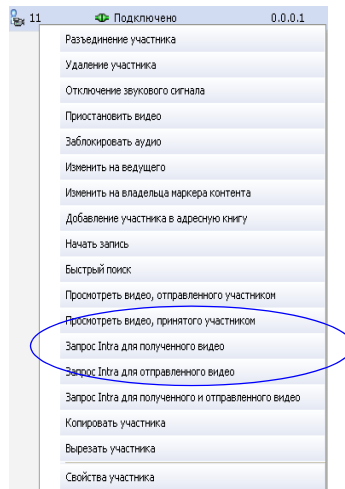 11 Подключено 0.0.0.1
Разъединение участника
Удаление участника
Отключение звукового сигнала
Приостановить видео
Заблокировать аудио
Изменить на ведущего
Изменить на владельца маркера контента
Добавление участника в адресную книгу
Начать запись
Быстрый поиск
Просмотреть видео, отправленного участником
Просмотреть видео, принятого участником
Запрос Intra для полученного видео
Запрос Intra для отправленного видео
Запрос Intra для полученного и отправленного видео
Копировать участника
Вырезать участника
Свойства участника